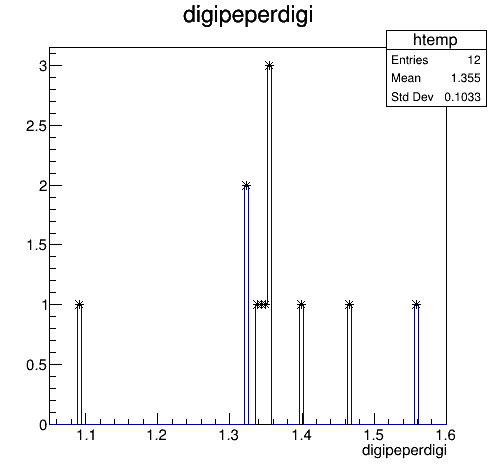 digipeperdigi
htemp
Entries 12
Mean 1.355
Std Dev 0.1033
3
2.5
2
1.5
1
0.5
0
1.1 1.2 1.3 1.4 1.5 1.6
digipeperdigi